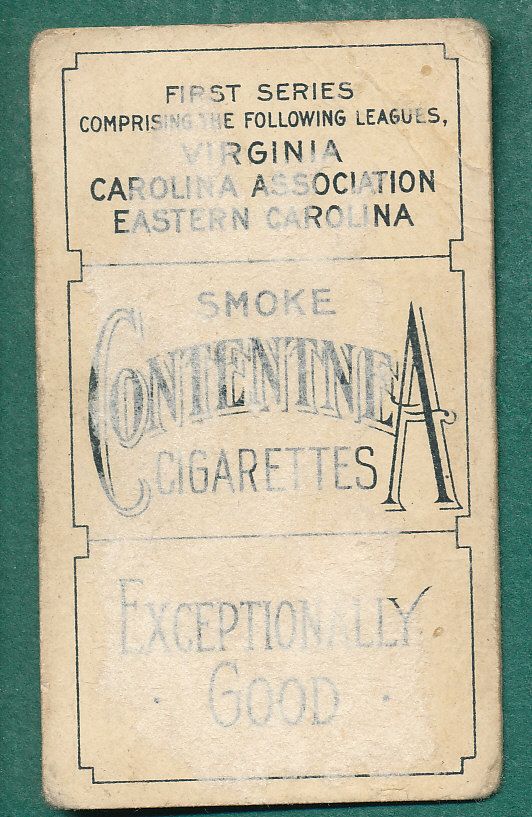 FIRST SERIES
COMPRISING THE FOLLOWING LEAGUES,
VIRGINIA
CAROLINA ASSOCIATION
EASTERN CAROLINA
SMOKE
CONTENTNEA
CIGARETTES
EXCEPTIONALLY
· GOOD ·